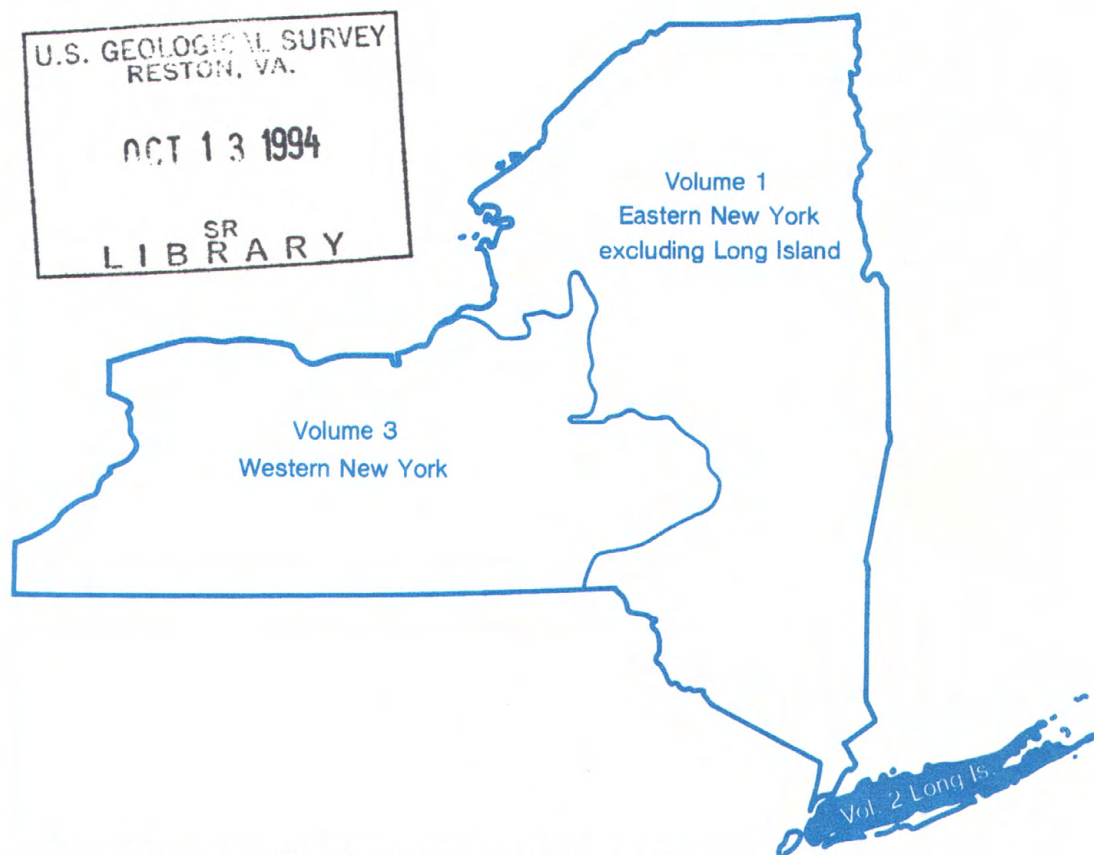 U.S. GEOLOGICAL SURVEY
RESTON, VA.
OCT 13 1994
SR
LIBRARY
Volume 1
Eastern New York
excluding Long Island
Volume 3
Western New York
Vol. 2 Long Is.